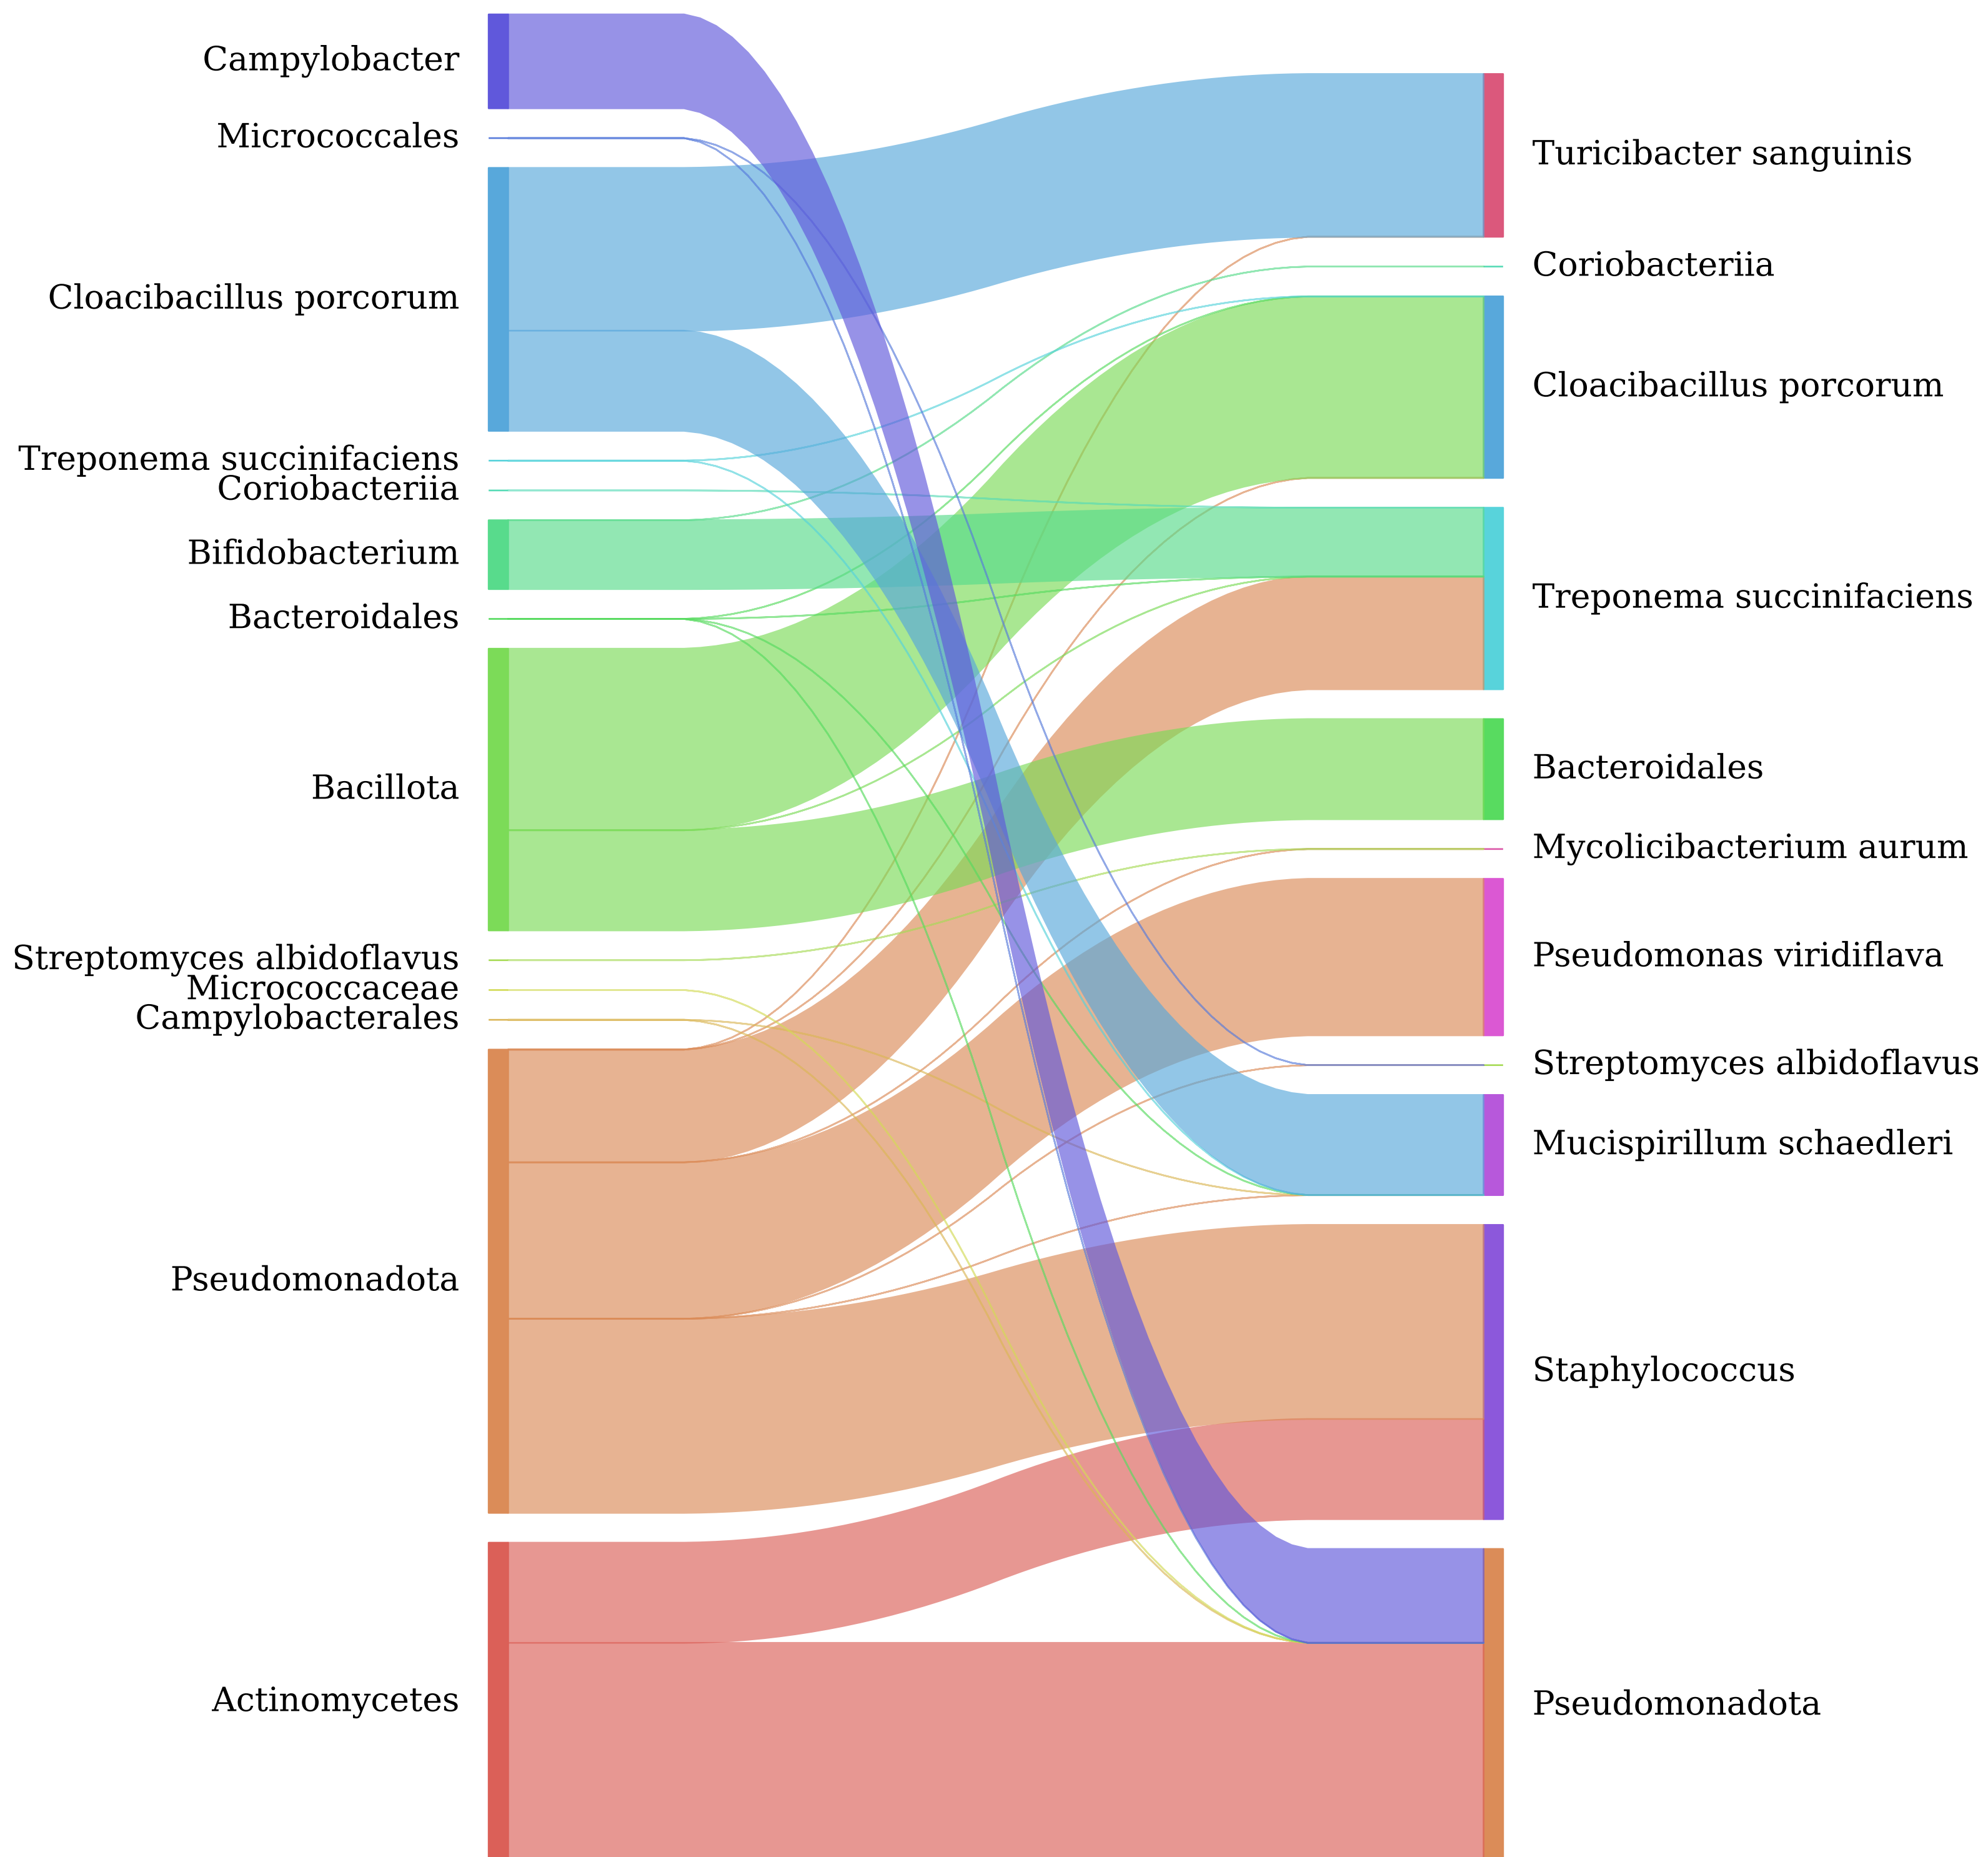 Campylobacter
Micrococcales
Cloacibacillus porcorum
Treponema succinifaciens
Coriobacteriia
Bifidobacterium
Bacteroidales
Bacillota
Streptomyces albidoflavus
Micrococcaceae
Campylobacterales
Pseudomonadota
Actinomycetes
Turicibacter sanguinis
Coriobacteriia
Cloacibacillus porcorum
Treponema succinifaciens
Bacteroidales
Mycolicibacterium aurum
Pseudomonas viridiflava
Streptomyces albidoflavus
Mucispirillum schaedleri
Staphylococcus
Pseudomonadota